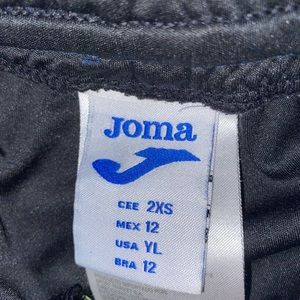 Joma
CEE 2XS
MEX 12
USA YL
BRA 12